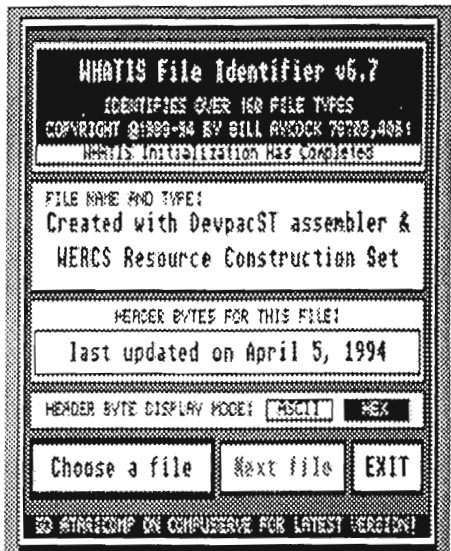 WHATIS File Identifier v6.7
IDENTIFIES OVER 160 FILE TYPES
COPYRIGHT @1989-94 BY BILL AYCOCK
WHATIS Initialization Has Completed
FILE NAME AND TYPE:
Created with DevpacST assembler &
WERCS Resource Construction Set
HEADER BYTES FOR THIS FILE:
last updated on April 5, 1994
HEADER BYTE DISPLAY MODE: ASCII HEX
Choose a file Next file EXIT
GO ATARICOMP ON COMPUSERVE FOR LATEST VERSION!